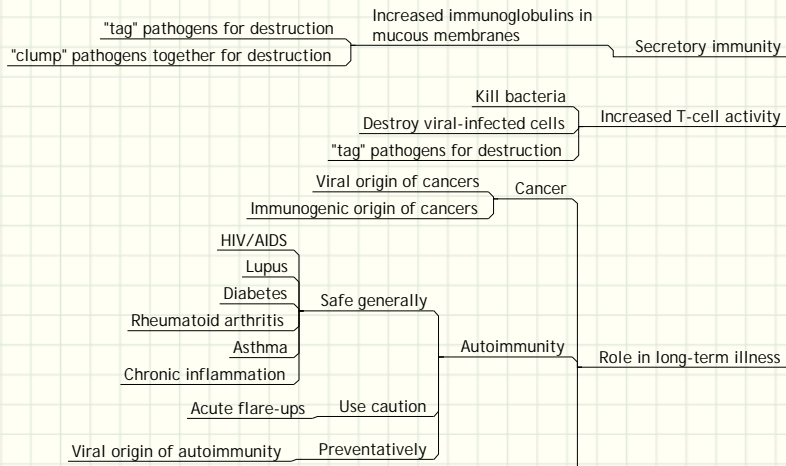 Increased immunoglobulins in
mucous membranes
"tag" pathogens for destruction
"clump" pathogens together for destruction
Secretory immunity
Kill bacteria
Destroy viral-infected cells
"tag" pathogens for destruction
Increased T-cell activity
Viral origin of cancers
Immunogenic origin of cancers
Cancer
HIV/AIDS
Lupus
Diabetes
Rheumatoid arthritis
Asthma
Chronic inflammation
Safe generally
Autoimmunity
Role in long-term illness
Acute flare-ups
Use caution
Viral origin of autoimmunity
Preventatively